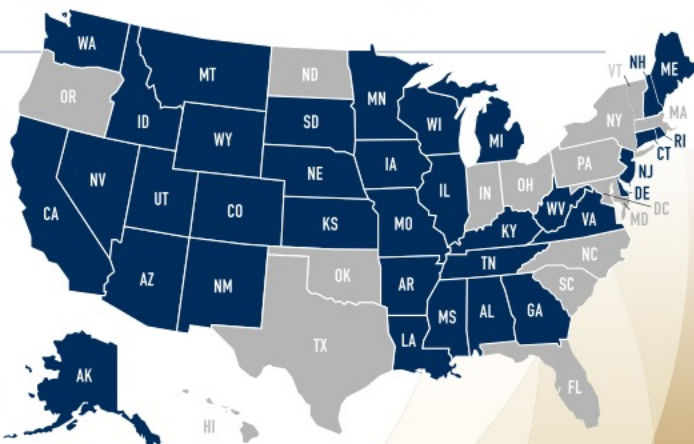 WA
MT
ND
MN
VT
NH
ME
OR
ID
SD
WI
MI
NY
MA
WY
RI
CT
IA
NE
PA
NJ
NV
UT
CO
IL
IN
OH
DE
DC
MD
CA
KS
MO
WV
VA
KY
AZ
NM
OK
AR
TN
NC
SC
MS
AL
GA
LA
TX
AK
FL
HI